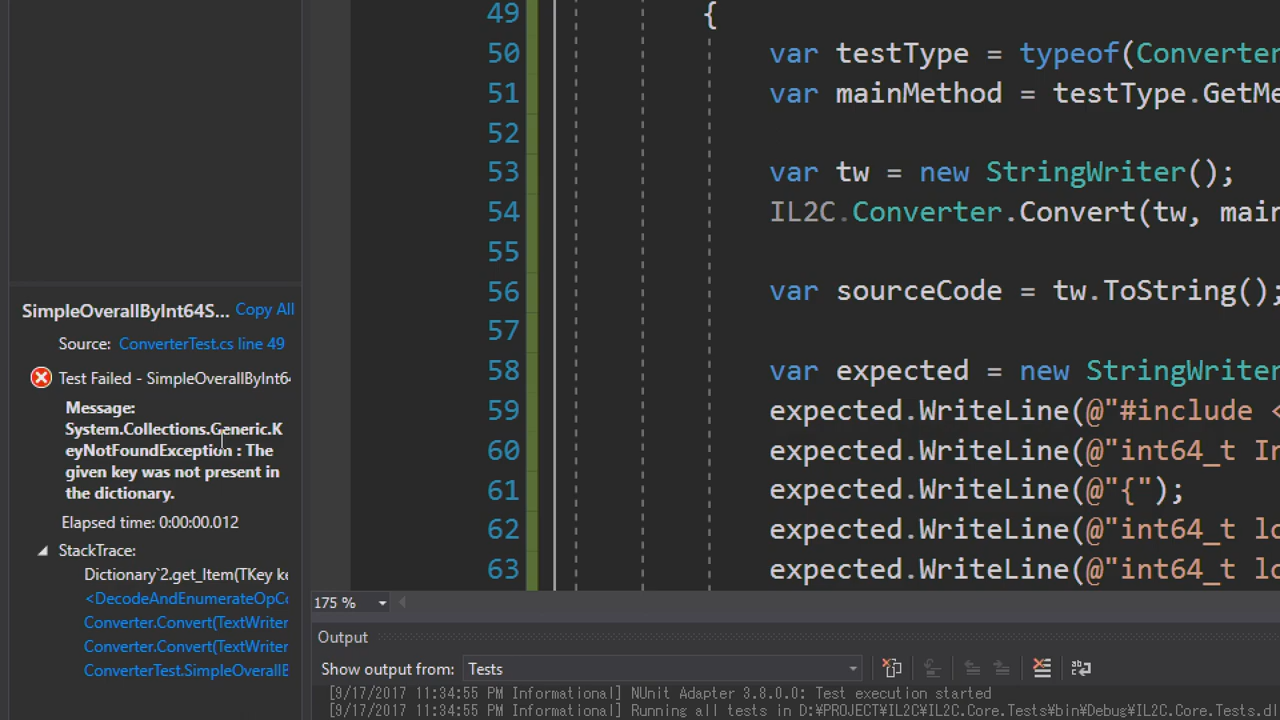 SimpleOverallByInt64S... Copy All
Source: ConverterTest.cs line 49
Test Failed - SimpleOverallByInt64
Message:
System.Collections.Generic.K
eyNotFoundException : The
given key was not present in
the dictionary.
Elapsed time: 0:00:00.012
StackTrace:
Dictionary`2.get_Item(TKey ke
<DecodeAndEnumerateOpCo
Converter.Convert(TextWriter
Converter.Convert(TextWriter
ConverterTest.SimpleOverallB
49 {
50 var testType = typeof(Converter
51 var mainMethod = testType.GetMe
52
53 var tw = new StringWriter();
54 IL2C.Converter.Convert(tw, main
55
56 var sourceCode = tw.ToString();
57
58 var expected = new StringWriter
59 expected.WriteLine(@"#include <
60 expected.WriteLine(@"int64_t In
61 expected.WriteLine(@"{");
62 expected.WriteLine(@"int64_t lo
63 expected.WriteLine(@"int64_t lo
175 %
Output
Show output from: Tests
[9/17/2017 11:34:55 PM Informational] NUnit Adapter 3.8.0.0: Test execution started
[9/17/2017 11:34:55 PM Informational] Running all tests in D:¥PROJECT¥IL2C¥IL2C.Core.Tests¥bin¥Debug¥IL2C.Core.Tests.dl